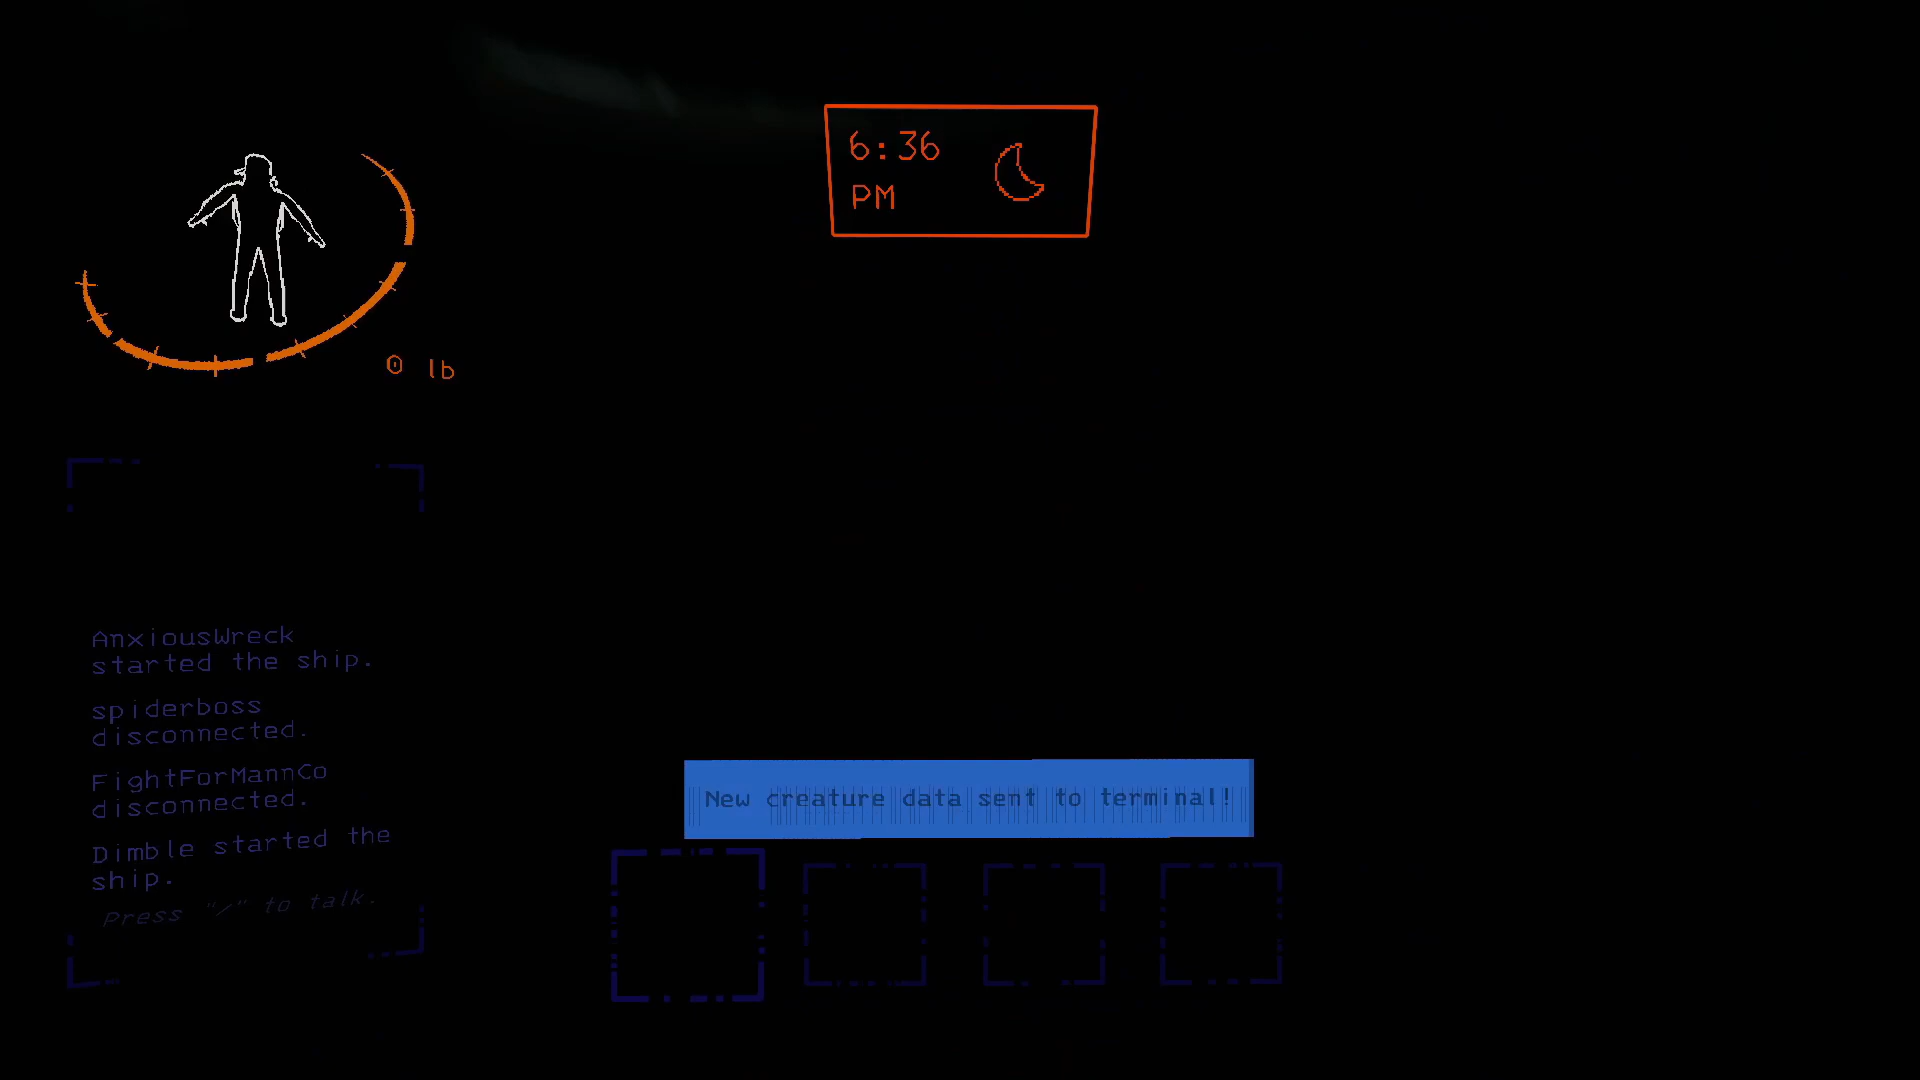 6:36
PM
0 lb
AnxiousWreck
started the ship.
spiderboss
disconnected.
FightForMannCo
disconnected.
Dimble started the
ship.
Press "/" to talk.
New creature data sent to terminal!